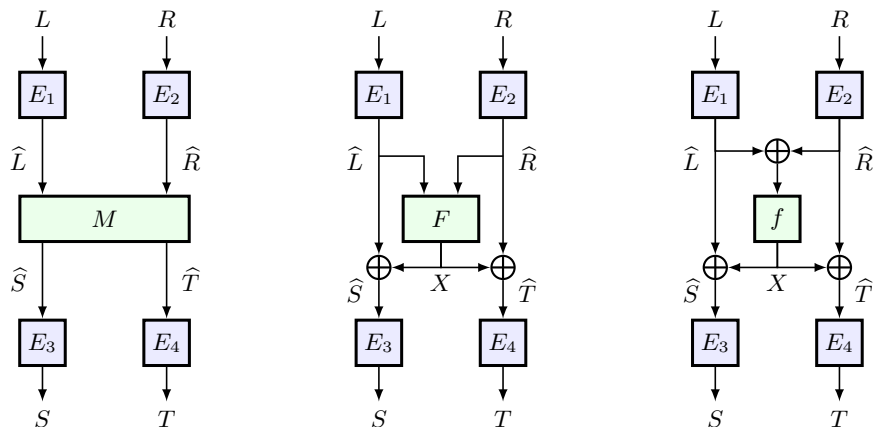 L R L R L R
E₁ E₂ E₁ E₂ E₁ E₂
L̂ R̂ L̂ R̂ L̂ R̂
M F f
Ŝ T̂ Ŝ X T̂ Ŝ X T̂
E₃ E₄ E₃ E₄ E₃ E₄
S T S T S T